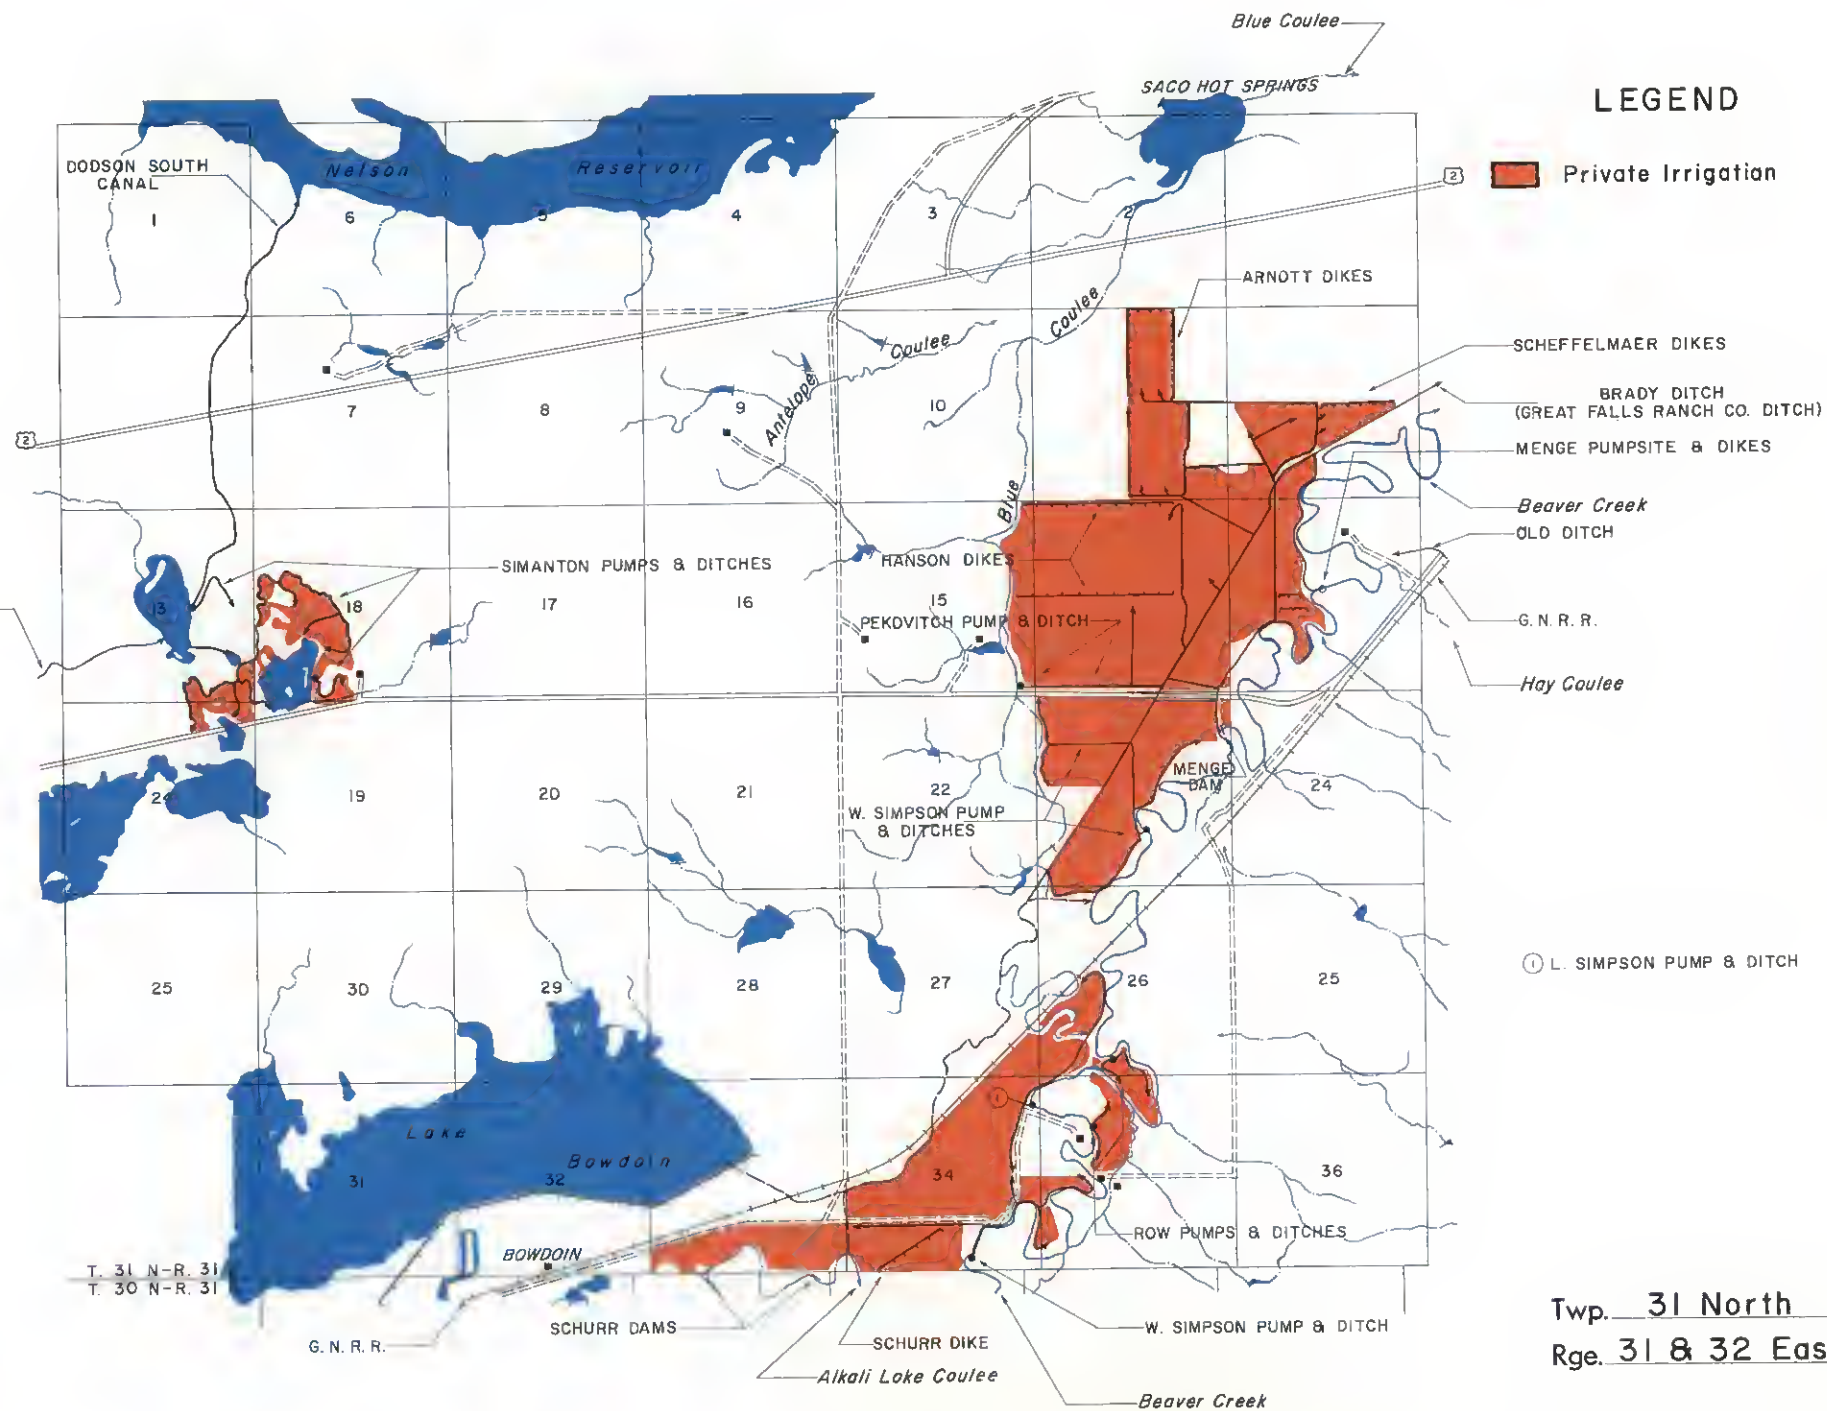 Blue Coulee
SACO HOT SPRINGS
LEGEND
Private Irrigation
DODSON SOUTH
CANAL
Nelson Reservoir
2
1
6
5
4
3
2
ARNOTT DIKES
Coulee
Coulee
SCHEFFELMAER DIKES
BRADY DITCH
(GREAT FALLS RANCH CO. DITCH)
Antelope
7
8
9
10
2
MENGE PUMPSITE & DIKES
Blue
Beaver Creek
OLD DITCH
SIMANTON PUMPS & DITCHES
HANSON DIKES
13
18
17
16
15
PEKOVITCH PUMP & DITCH
G. N. R. R.
Hay Coulee
MENGE
DAM
24
19
20
21
22
24
W. SIMPSON PUMP
& DITCHES
25
30
29
28
27
26
25
1 L. SIMPSON PUMP & DITCH
1
Lake
Bowdoin
31
32
34
36
ROW PUMPS & DITCHES
BOWDOIN
T. 31 N-R. 31
T. 30 N-R. 31
G. N. R. R.
SCHURR DAMS
SCHURR DIKE
W. SIMPSON PUMP & DITCH
Alkali Lake Coulee
Beaver Creek
Twp. 31 North
Rge. 31 & 32 Eas